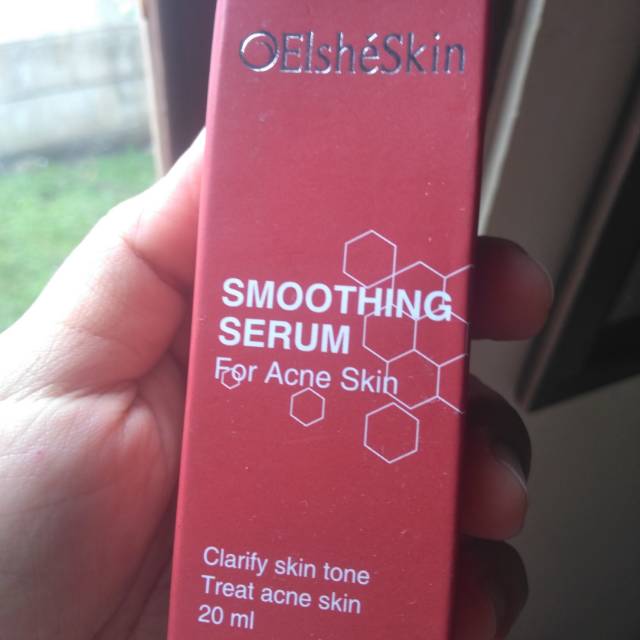 ElshéSkin
SMOOTHING
SERUM
For Acne Skin
Clarify skin tone
Treat acne skin
20 ml